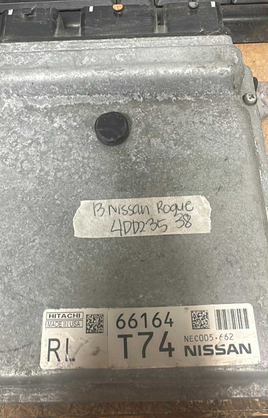 13 Nissan Rogue
4DD235 38
HITACHI
MADE IN USA
66164
NEC005-662
RL
T74
NISSAN